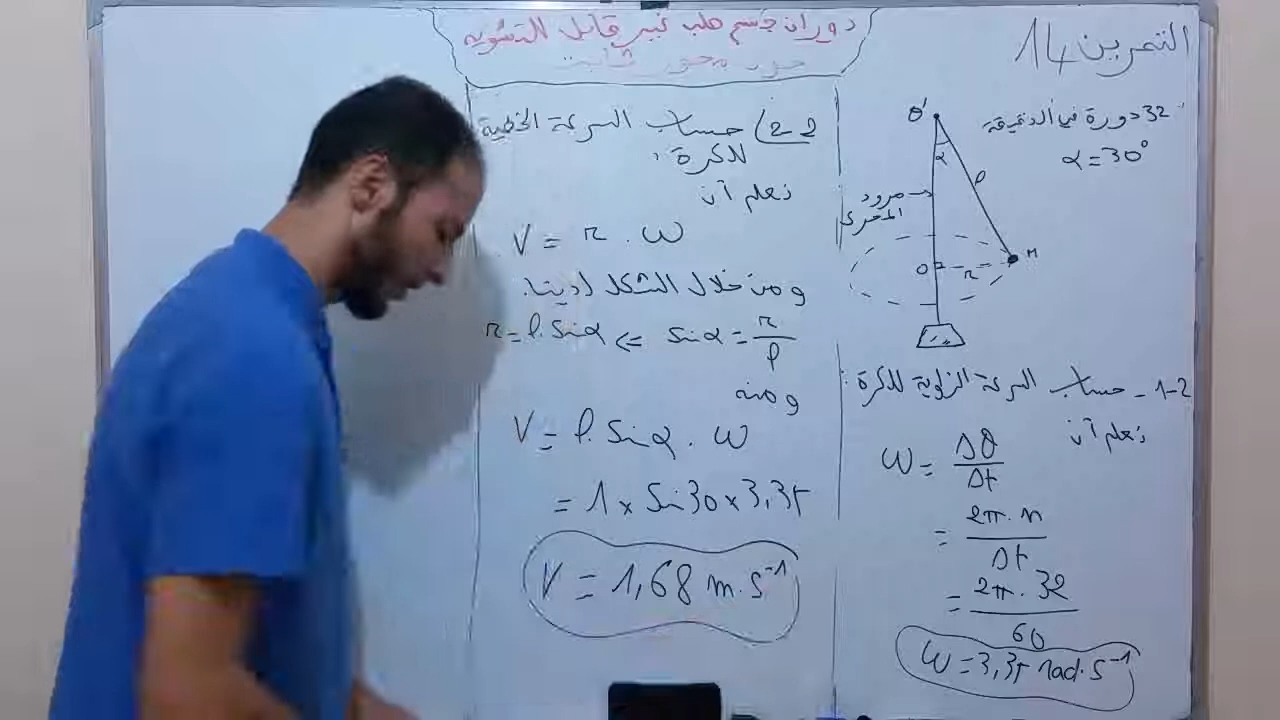 التمرين 14
دوران جسم صلب غير قابل للتشويه
حول محور ثابت
32 دورة في الدقيقة
α = 30°
O'
α
l
مرود
المحرك
O
r
M
1-2 - حساب السرعة الزاوية للكرة :
نعلم أن
ω = Δθ / Δt
= 2π . n / Δt
= 2π . 32 / 60
ω = 3,35 rad.s⁻¹
2-2 / حساب السرعة الخطية
للكرة :
نعلم أن
V = r . ω
ومن خلال الشكل لدينا :
r = l. sinα <= sinα = r / l
ومنه
V = l. sinα . ω
= 1 x Sin30 x 3,35
V = 1,68 m.s⁻¹